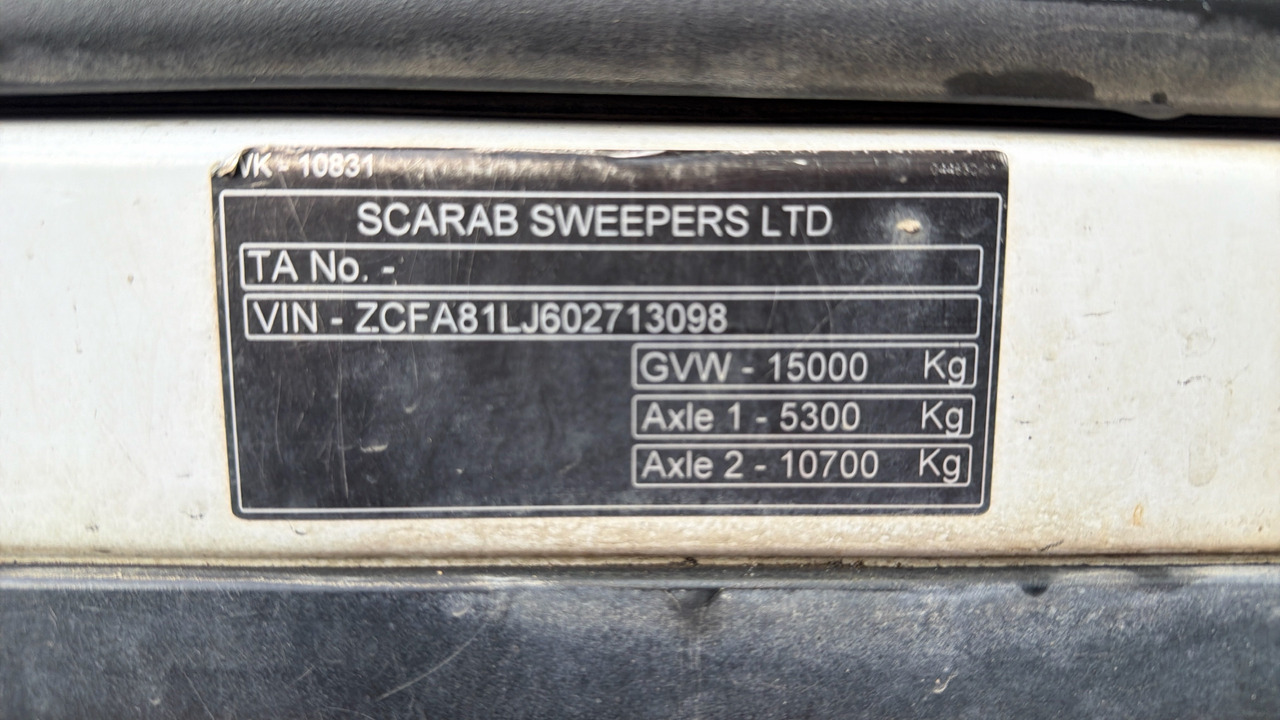 VK - 10831
SCARAB SWEEPERS LTD
TA No. -
VIN - ZCFA81LJ602713098
GVW - 15000 Kg
Axle 1 - 5300 Kg
Axle 2 - 10700 Kg